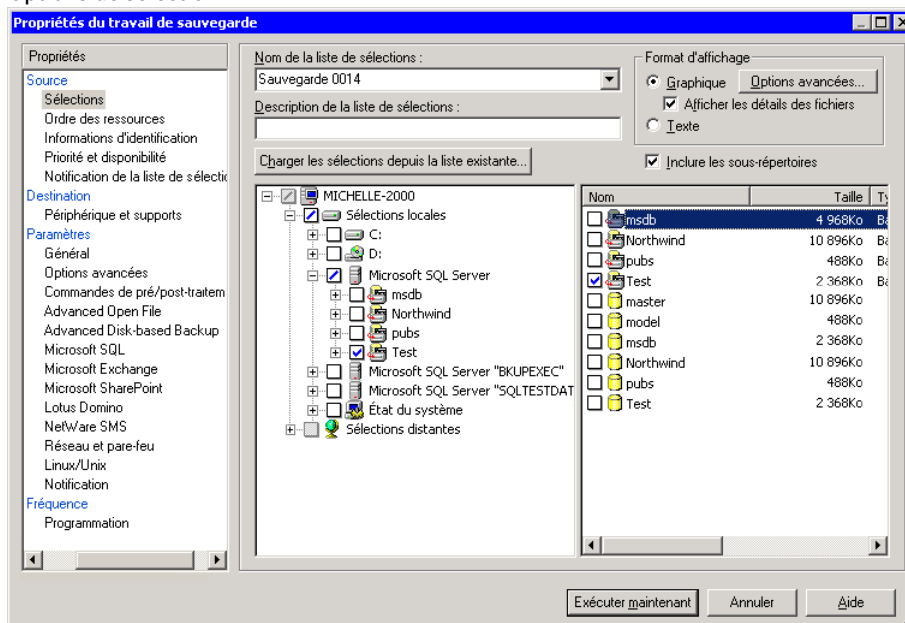 Propriétés du travail de sauvegarde
Propriétés
Source
Sélections
Ordre des ressources
Informations d'identification
Priorité et disponibilité
Notification de la liste de sélectio
Destination
Périphérique et supports
Paramètres
Général
Options avancées
Commandes de pré/post-traitem
Advanced Open File
Advanced Disk-based Backup
Microsoft SQL
Microsoft Exchange
Microsoft SharePoint
Lotus Domino
NetWare SMS
Réseau et pare-feu
Linux/Unix
Notification
Fréquence
Programmation
Nom de la liste de sélections :
Sauvegarde 0014
Description de la liste de sélections :
Charger les sélections depuis la liste existante...
Format d'affichage
Graphique
Options avancées...
Afficher les détails des fichiers
Texte
Inclure les sous-répertoires
MICHELLE-2000
Sélections locales
C:
D:
Microsoft SQL Server
msdb
Northwind
pubs
Test
Microsoft SQL Server "BKUPEXEC"
Microsoft SQL Server "SQLTESTDAT
État du système
Sélections distantes
Nom Taille Ty
msdb 4 968Ko Ba
Northwind 10 896Ko Ba
pubs 488Ko Ba
Test 2 368Ko Ba
master 10 896Ko
model 488Ko
msdb 2 368Ko
Northwind 10 896Ko
pubs 488Ko
Test 2 368Ko
Exécuter maintenant
Annuler
Aide